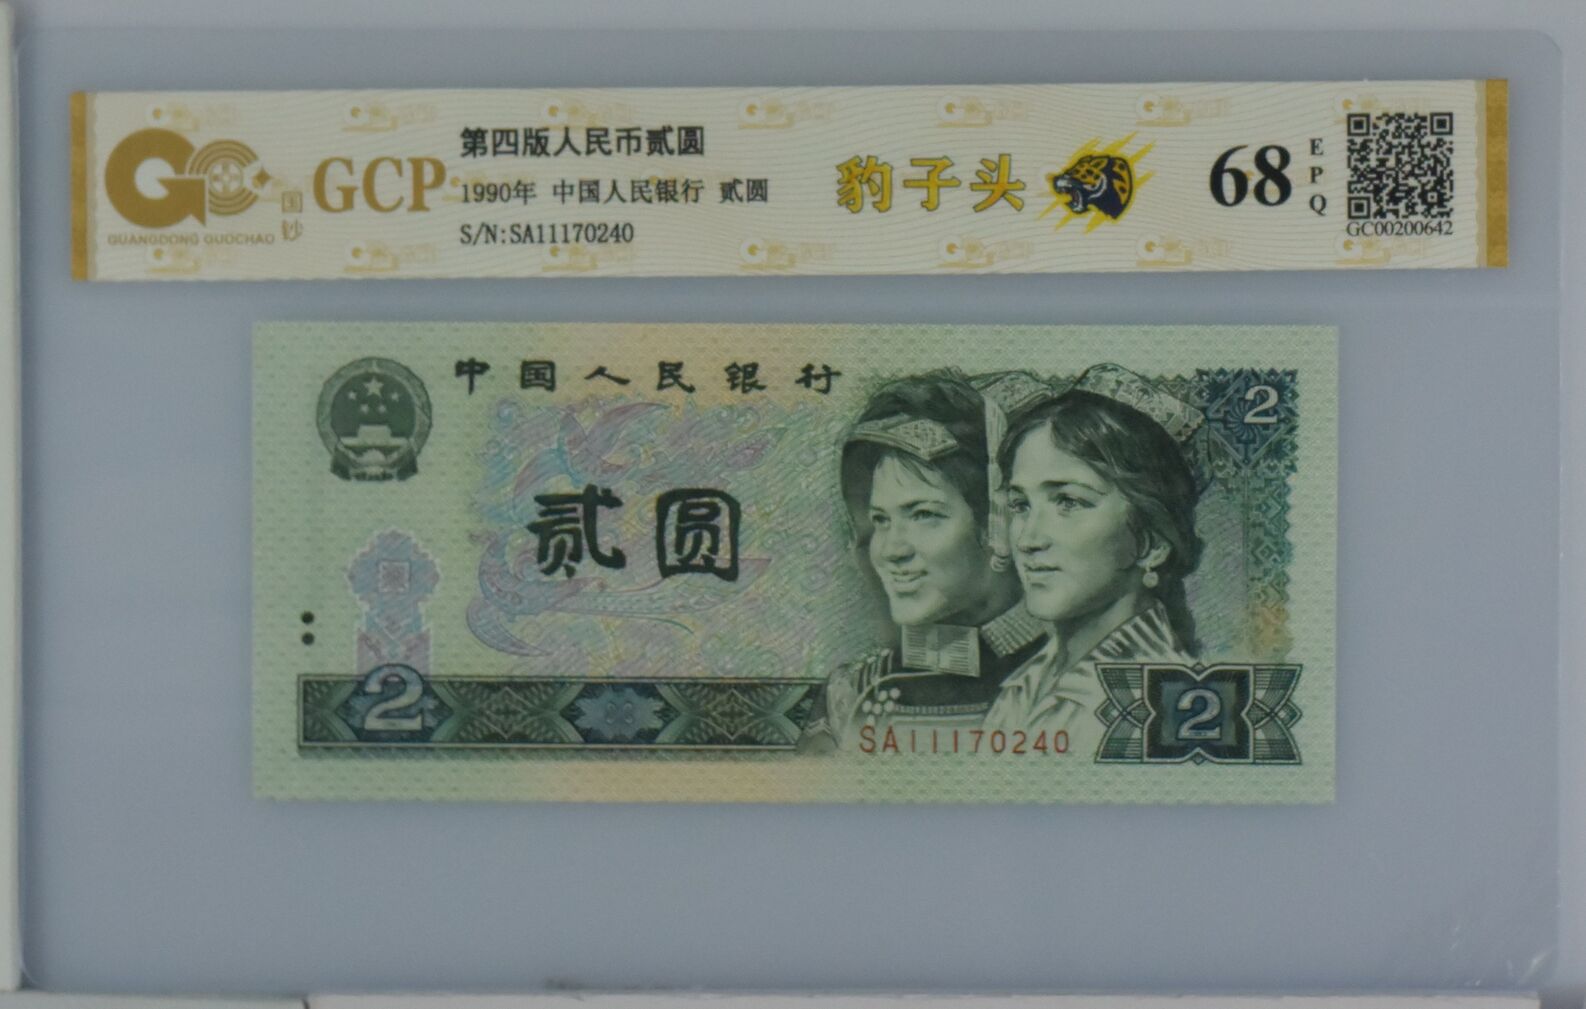 GCP
国钞
GUANGDONG GUOCHAO
第四版人民币贰圆
1990年 中国人民银行 贰圆
S/N:SA11170240
豹子头
68
EPQ
GC00200642
中国人民银行
2
贰圆
2
SA11170240
2